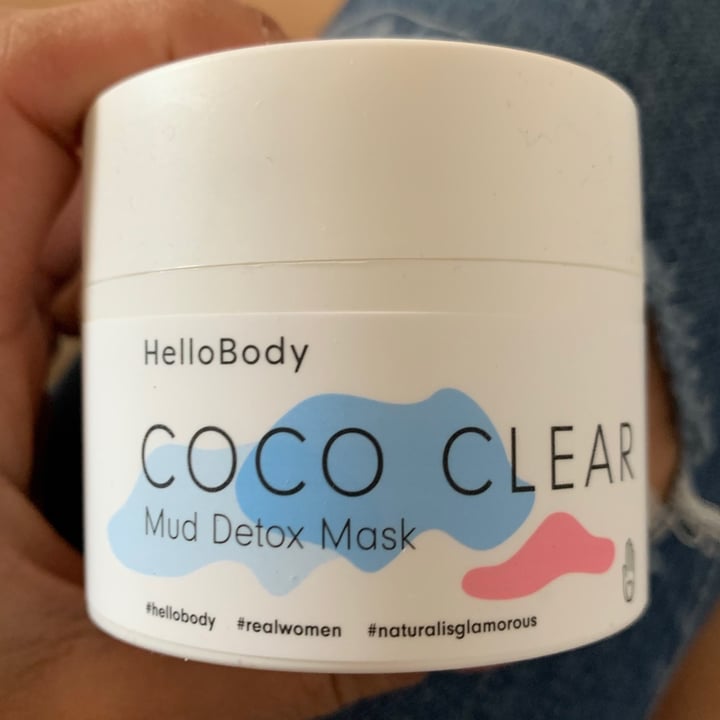 HelloBody
COCO CLEAR
Mud Detox Mask
#hellobody #realwomen #naturalisglamorous